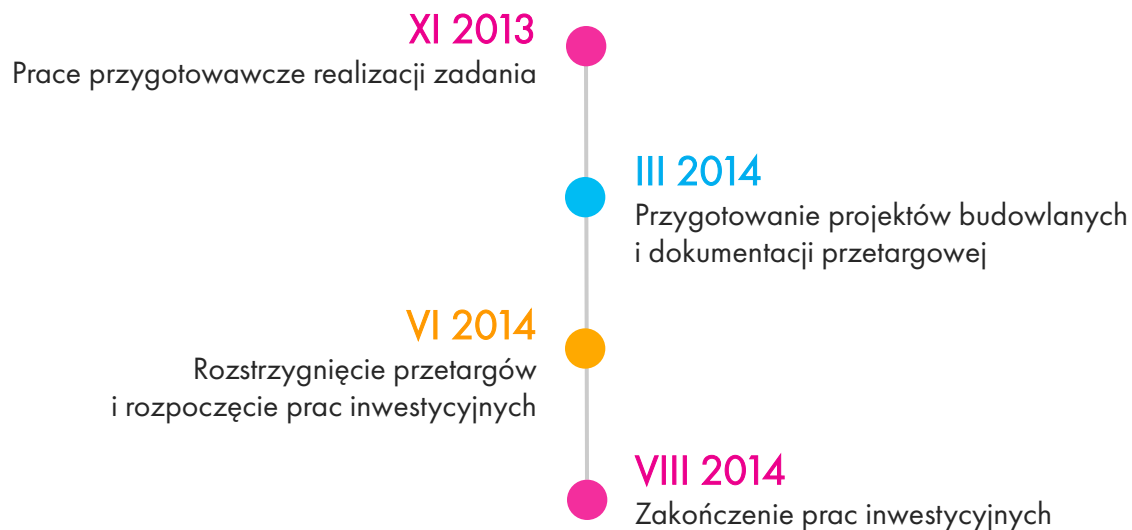 XI 2013
Prace przygotowawcze realizacji zadania
III 2014
Przygotowanie projektów budowlanych
i dokumentacji przetargowej
VI 2014
Rozstrzygnięcie przetargów
i rozpoczęcie prac inwestycyjnych
VIII 2014
Zakończenie prac inwestycyjnych